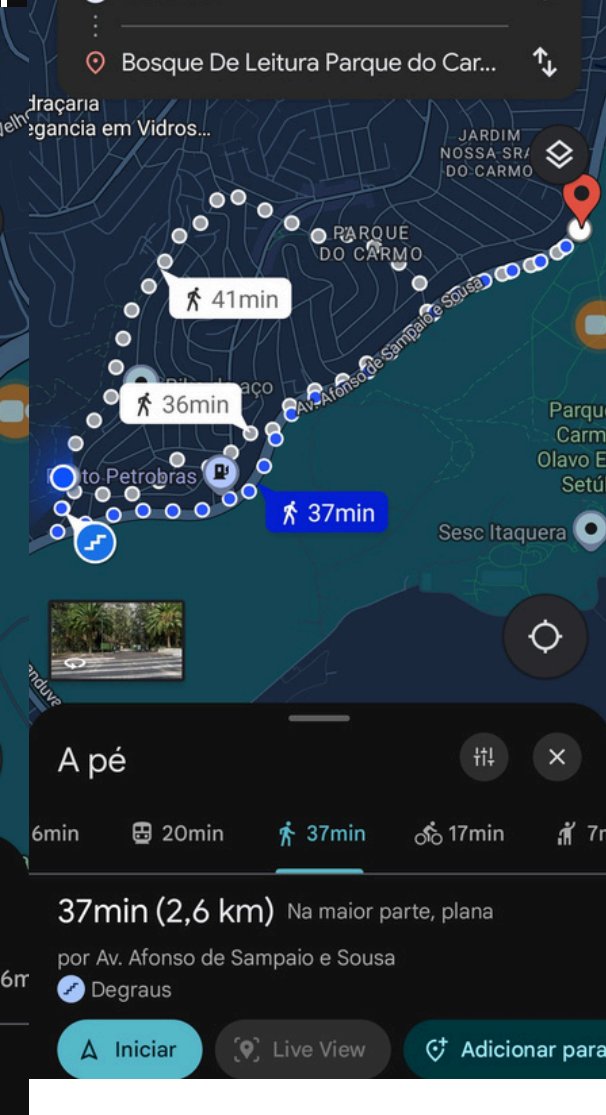 Bosque De Leitura Parque do Car...
egancia em Vidros...
JARDIM
NOSSA SRA
DO CARMO
PARQUE
DO CARMO
41min
36min
Av. Afonso de Sampaio e Sousa
to Petrobras
37min
Parqu
Carm
Olavo E
Setú
Sesc Itaquera
A pé
6min
20min
37min
17min
7m
37min (2,6 km)
Na maior parte, plana
por Av. Afonso de Sampaio e Sousa
Degraus
6m
Iniciar
Live View
Adicionar para